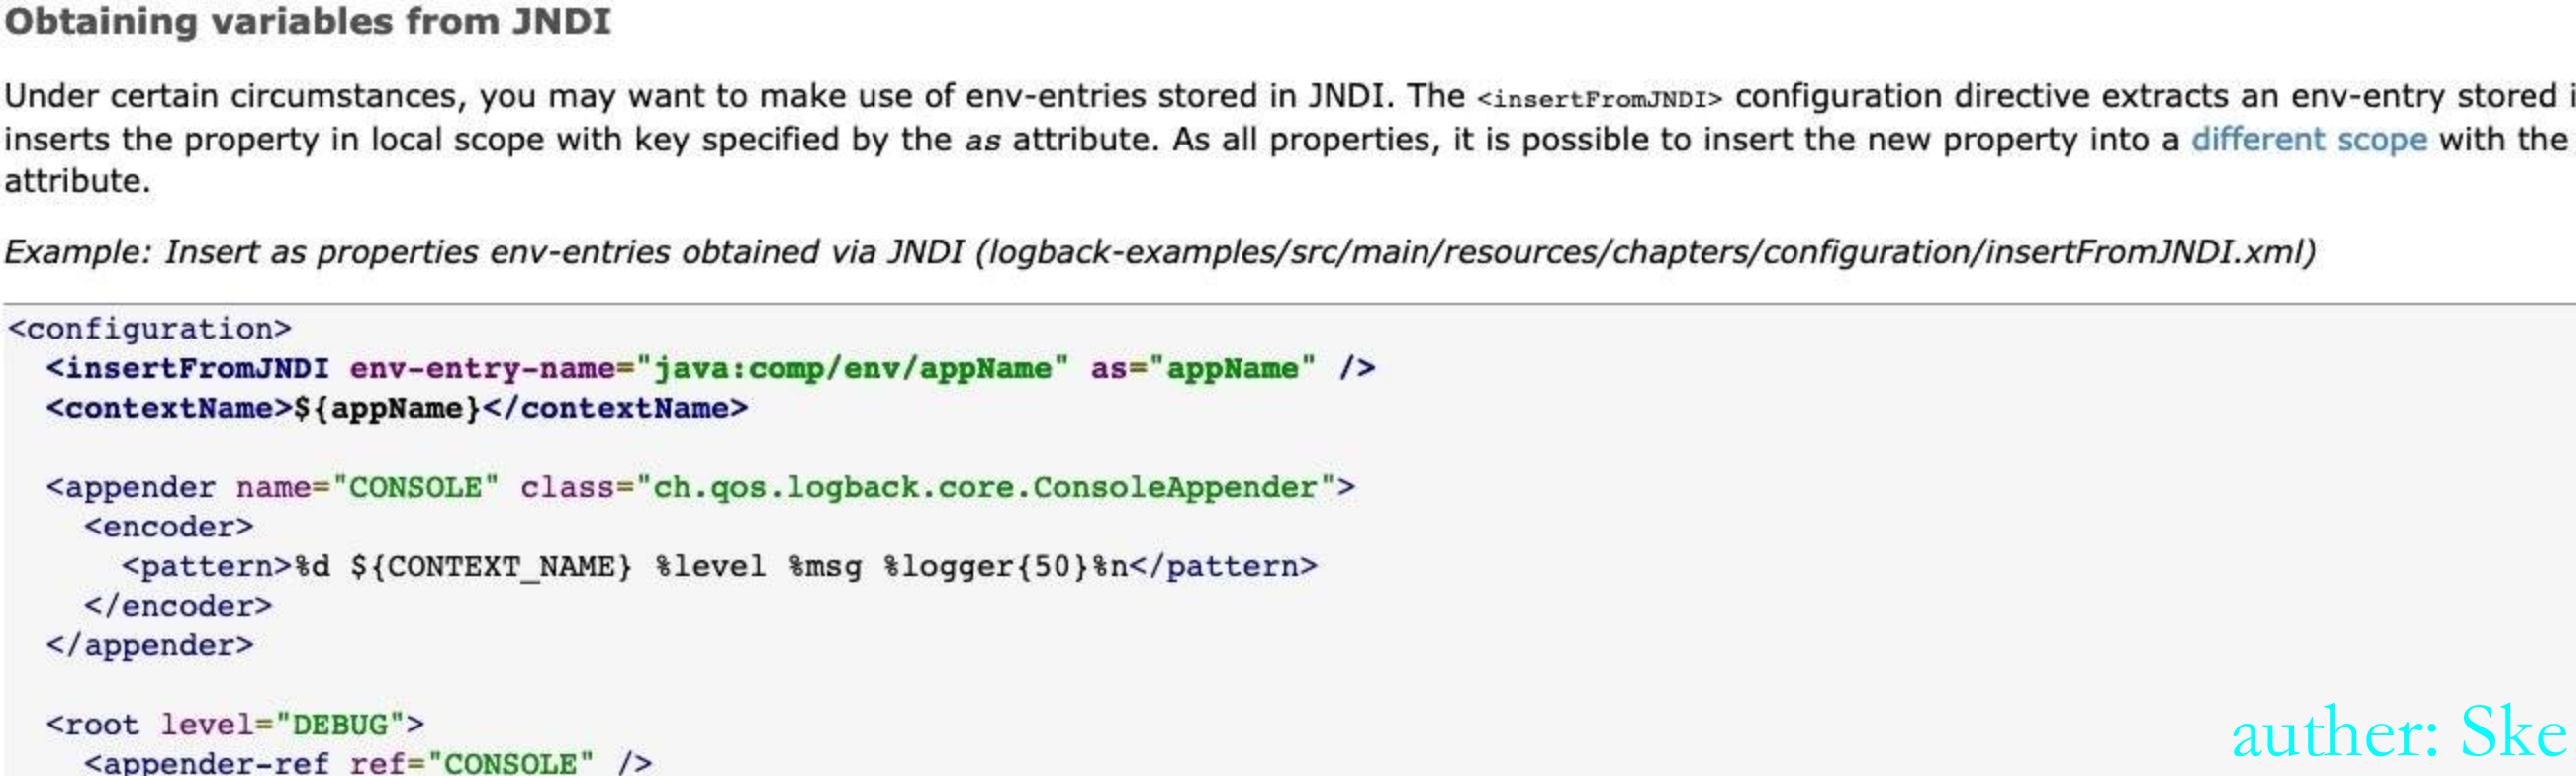 Obtaining variables from JNDI
Under certain circumstances, you may want to make use of env-entries stored in JNDI. The <insertFromJNDI> configuration directive extracts an env-entry stored i
inserts the property in local scope with key specified by the as attribute. As all properties, it is possible to insert the new property into a different scope with the
attribute.
Example: Insert as properties env-entries obtained via JNDI (logback-examples/src/main/resources/chapters/configuration/insertFromJNDI.xml)
<configuration>
  <insertFromJNDI env-entry-name="java:comp/env/appName" as="appName" />
  <contextName>${appName}</contextName>
  <appender name="CONSOLE" class="ch.qos.logback.core.ConsoleAppender">
    <encoder>
      <pattern>%d ${CONTEXT_NAME} %level %msg %logger{50}%n</pattern>
    </encoder>
  </appender>
  <root level="DEBUG">
    <appender-ref ref="CONSOLE" />
auther: Ske